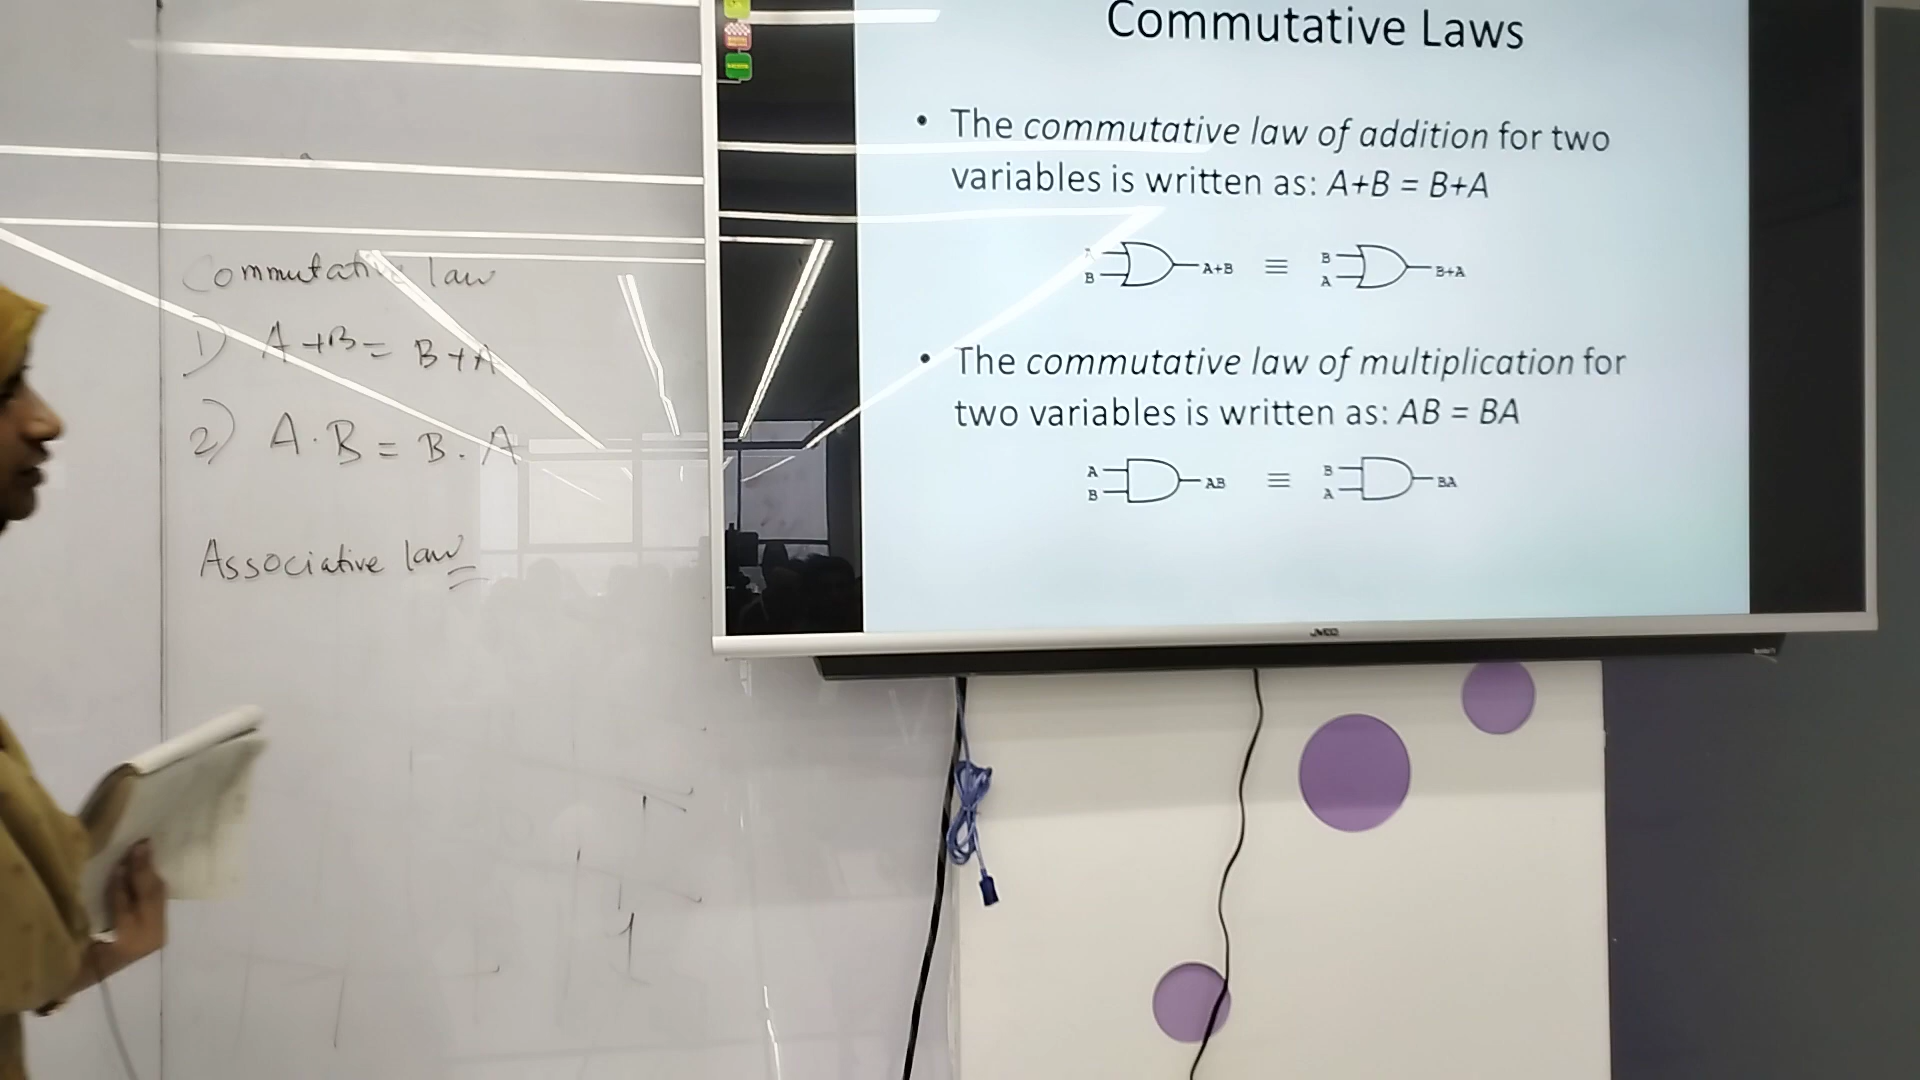 Commutative law
1) A+B = B+A
2) A.B = B.A
Associative law
Commutative Laws
• The commutative law of addition for two
variables is written as: A+B = B+A
A
B
A+B
≡
B
A
B+A
• The commutative law of multiplication for
two variables is written as: AB = BA
A
B
AB
≡
B
A
BA